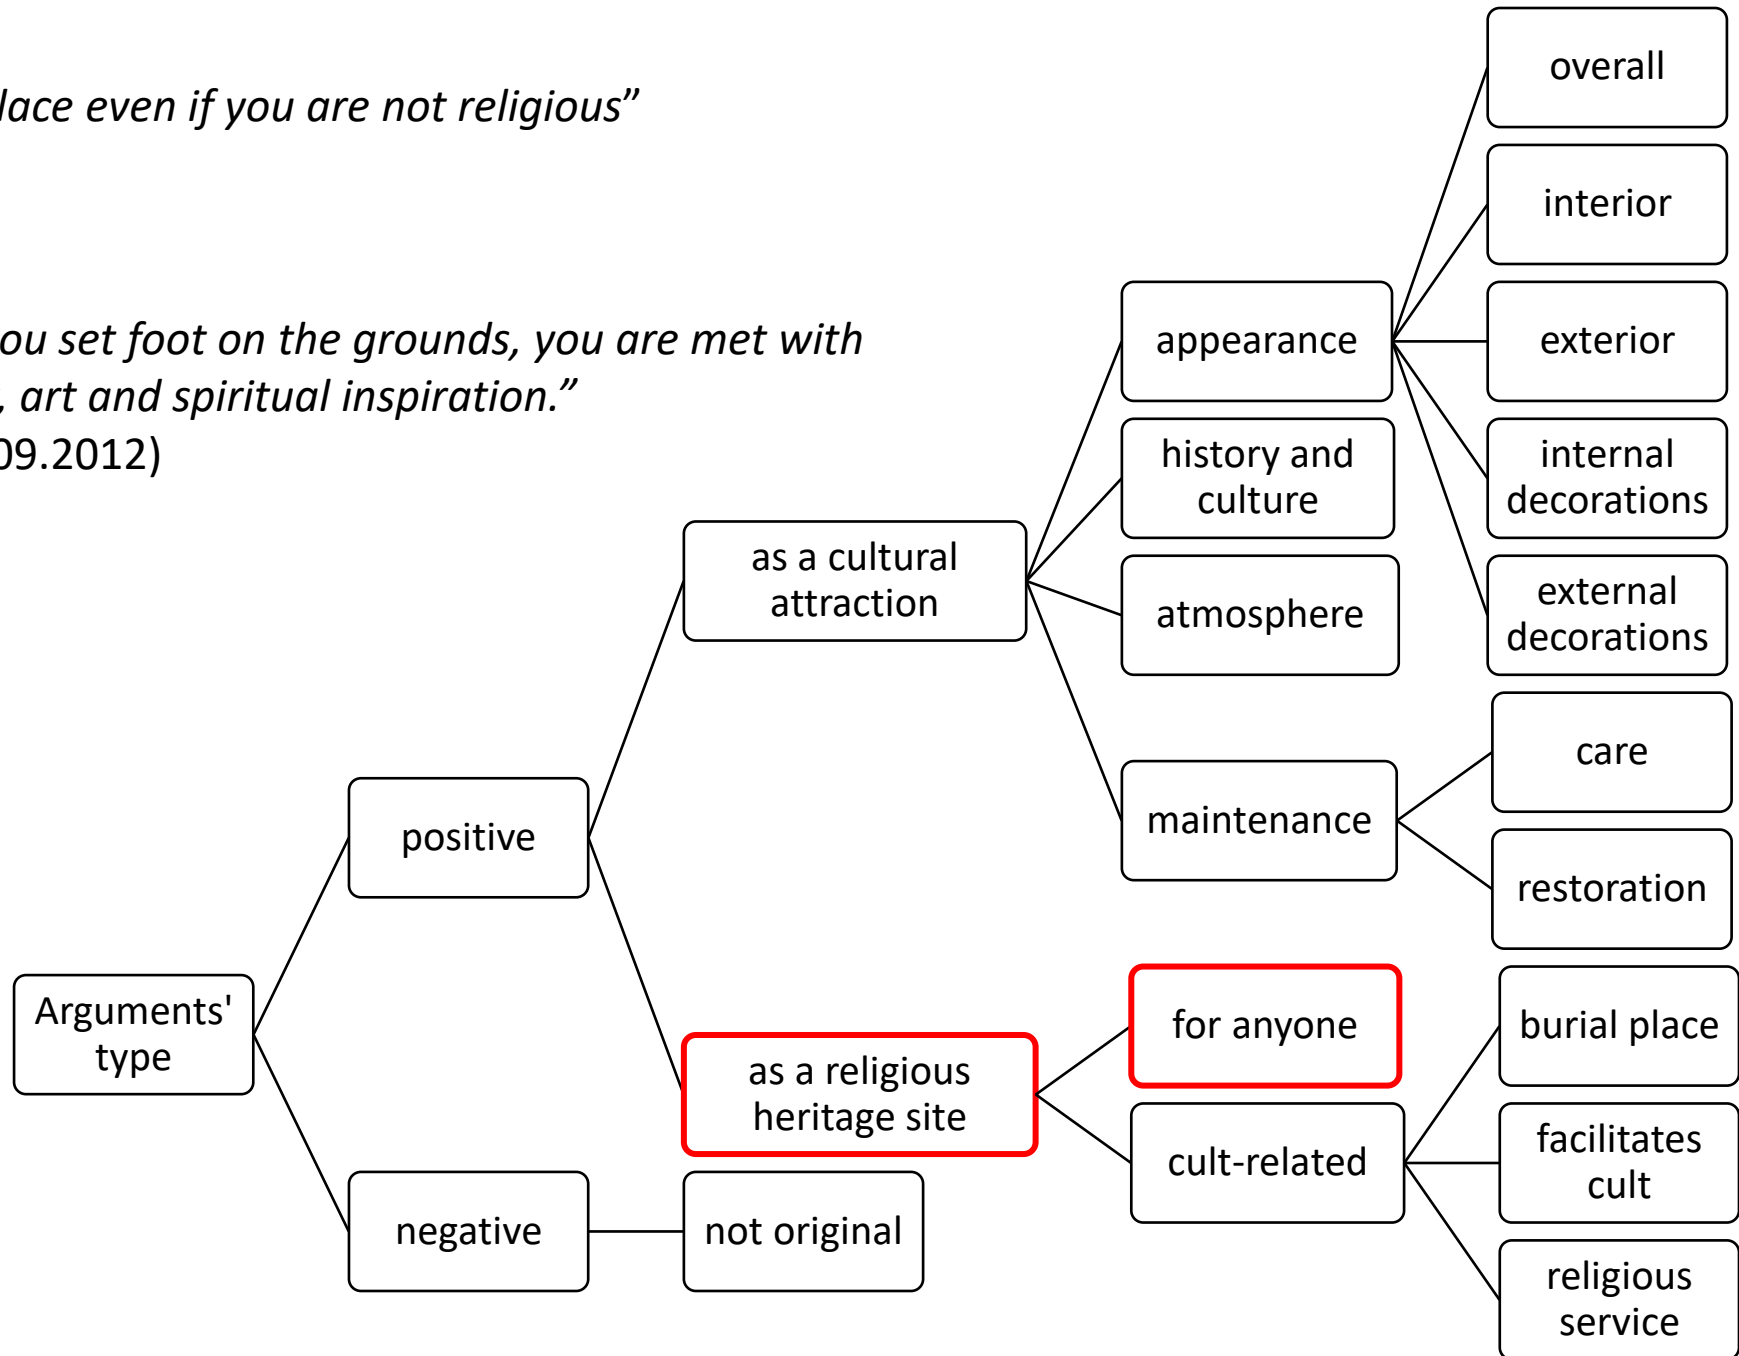 lace even if you are not religious”
ou set foot on the grounds, you are met with
, art and spiritual inspiration.”
09.2012)
overall
interior
appearance
exterior
history and
culture
internal
decorations
as a cultural
attraction
atmosphere
external
decorations
care
maintenance
positive
restoration
Arguments'
type
for anyone
burial place
as a religious
heritage site
cult-related
facilitates
cult
negative
not original
religious
service